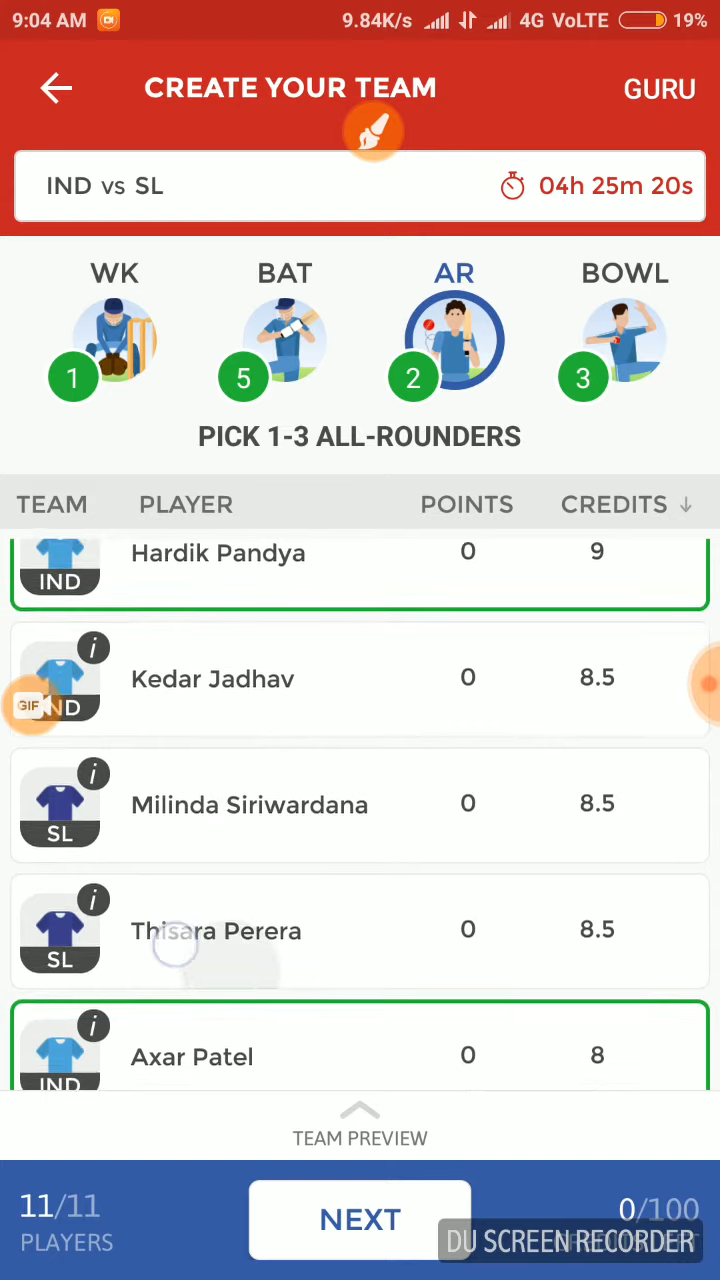 9:04 AM 9.84K/s 4G VoLTE 19%
CREATE YOUR TEAM GURU
IND vs SL 04h 25m 20s
WK BAT AR BOWL
1 5 2 3
PICK 1-3 ALL-ROUNDERS
TEAM PLAYER POINTS CREDITS
Hardik Pandya 0 9
IND
i
Kedar Jadhav 0 8.5
GIF ND
i
Milinda Siriwardana 0 8.5
SL
i
Thisara Perera 0 8.5
SL
i
Axar Patel 0 8
IND
TEAM PREVIEW
11/11 NEXT 0/100
PLAYERS DU SCREEN RECORDER